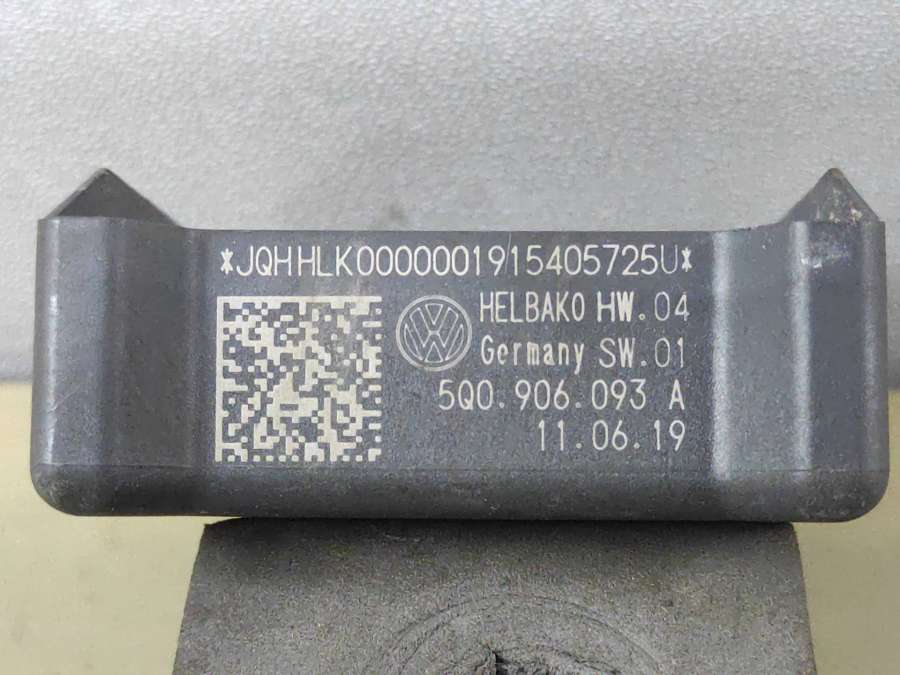 *JQHHLK0000001915405725U*
HELBAKO HW.04
Germany SW.01
5Q0.906.093 A
11.06.19